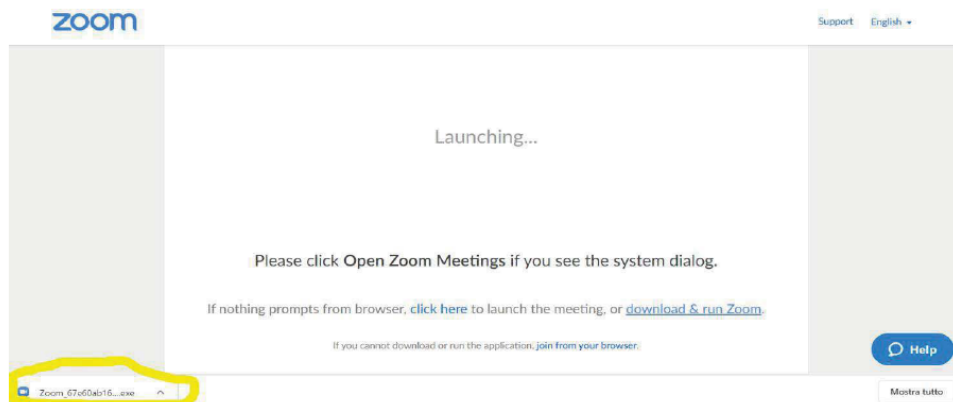 zoom
Support English
Launching...
Please click Open Zoom Meetings if you see the system dialog.
If nothing prompts from browser, click here to launch the meeting, or download & run Zoom.
If you cannot download or run the application, join from your browser.
Help
Zoom_67e60ab16....exe
Mostra tutto